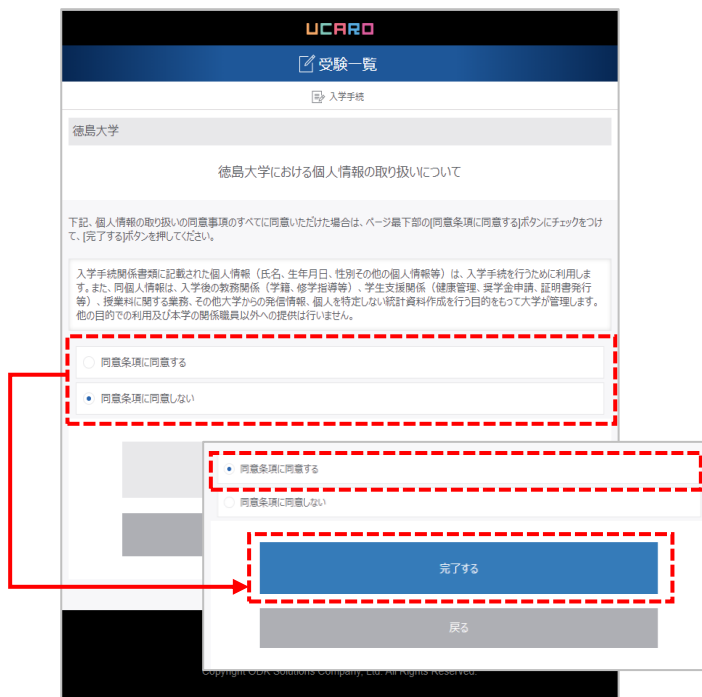 UCARO
受験一覧
入学手続
徳島大学
徳島大学における個人情報の取り扱いについて
下記、個人情報の取り扱いの同意事項のすべてに同意いただけた場合は、ページ最下部の[同意条項に同意する]ボタンにチェックをつけ
て、[完了する]ボタンを押してください。
入学手続関係書類に記載された個人情報（氏名、生年月日、性別その他の個人情報等）は、入学手続を行うために利用しま
す。また、同個人情報は、入学後の教務関係（学籍、修学指導等）、学生支援関係（健康管理、奨学金申請、証明書発行
等）、授業料に関する業務、その他大学からの発信情報、個人を特定しない統計資料作成を行う目的をもって大学が管理します。
他の目的での利用及び本学の関係職員以外への提供は行いません。
同意条項に同意する
同意条項に同意しない
同意条項に同意する
同意条項に同意しない
完了する
戻る
Copyright ODK Solutions Company, Ltd. All Rights Reserved.